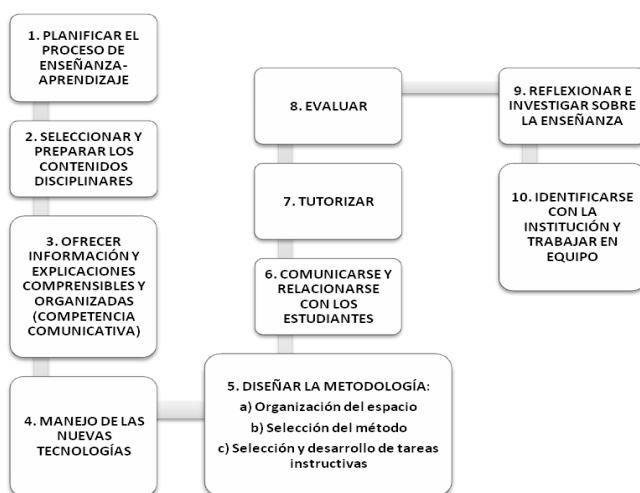 1. PLANIFICAR EL
PROCESO DE
ENSEÑANZA-
APRENDIZAJE
2. SELECCIONAR Y
PREPARAR LOS
CONTENIDOS
DISCIPLINARES
3. OFRECER
INFORMACIÓN Y
EXPLICACIONES
COMPRENSIBLES Y
ORGANIZADAS
(COMPETENCIA
COMUNICATIVA)
4. MANEJO DE LAS
NUEVAS
TECNOLOGÍAS
5. DISEÑAR LA METODOLOGÍA:
a) Organización del espacio
b) Selección del método
c) Selección y desarrollo de tareas
instructivas
6. COMUNICARSE Y
RELACIONARSE
CON LOS
ESTUDIANTES
7. TUTORIZAR
8. EVALUAR
9. REFLEXIONAR E
INVESTIGAR SOBRE
LA ENSEÑANZA
10. IDENTIFICARSE
CON LA
INSTITUCIÓN Y
TRABAJAR EN
EQUIPO